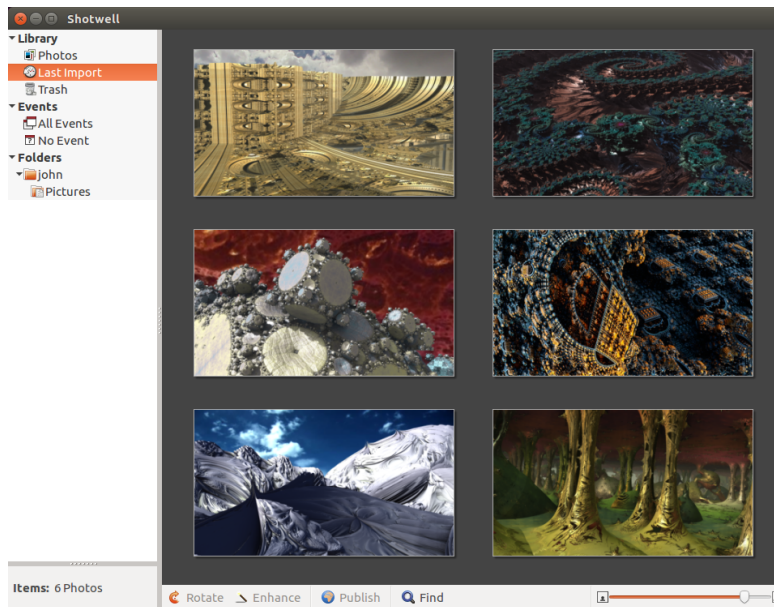 Shotwell
Library
Photos
Last Import
Trash
Events
All Events
No Event
Folders
john
Pictures
Items: 6 Photos
Rotate Enhance Publish Find